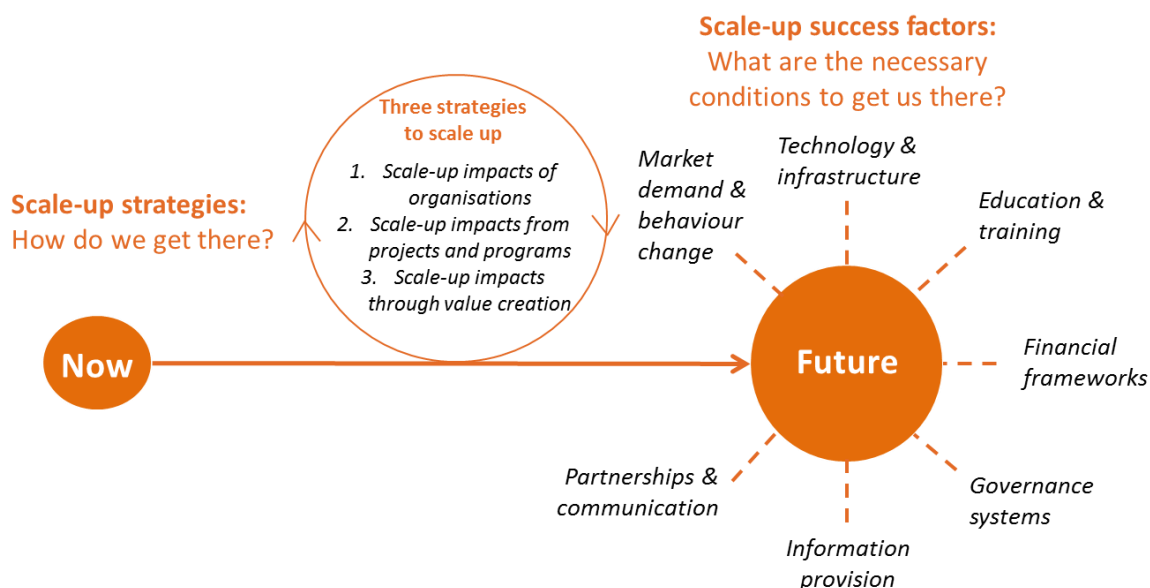 Scale-up strategies:
How do we get there?
Now
Three strategies
to scale up
1. Scale-up impacts of
organisations
2. Scale-up impacts from
projects and programs
3. Scale-up impacts
through value creation
Scale-up success factors:
What are the necessary
conditions to get us there?
Market
demand &
behaviour
change
Technology &
infrastructure
Education &
training
Financial
frameworks
Governance
systems
Information
provision
Partnerships &
communication
Future